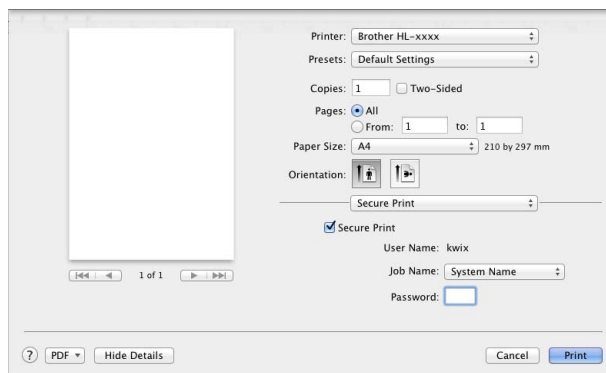 Printer: Brother HL-xxxx
Presets: Default Settings
Copies: 1 Two-Sided
Pages: All
From: 1 to: 1
Paper Size: A4 210 by 297 mm
Orientation:
Secure Print
Secure Print
User Name: kwix
1 of 1
Job Name: System Name
Password:
? PDF Hide Details Cancel Print